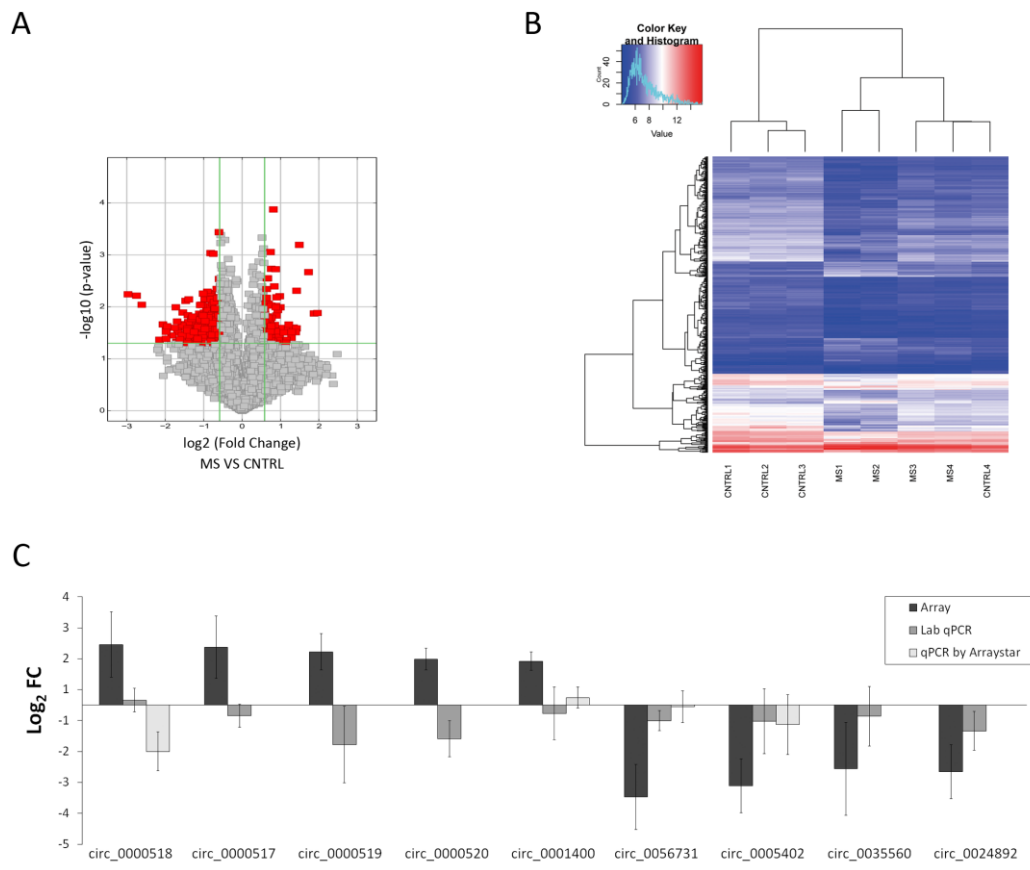 A
B
4
3
2
1
0
-log10 (p-value)
-3
-2
-1
0
1
2
3
log2 (Fold Change)
MS VS CNTRL
Color Key
and Histogram
Count
0 10 20 40
6 8 12
Value
CNTRL1
CNTRL2
CNTRL3
MS1
MS2
MS3
MS4
CNTRL4
C
Log2 FC
4
3
2
1
-1
-2
-3
-4
-5
Array
Lab qPCR
qPCR by Arraystar
circ_0000518
circ_0000517
circ_0000519
circ_0000520
circ_0001400
circ_0056731
circ_0005402
circ_0035560
circ_0024892